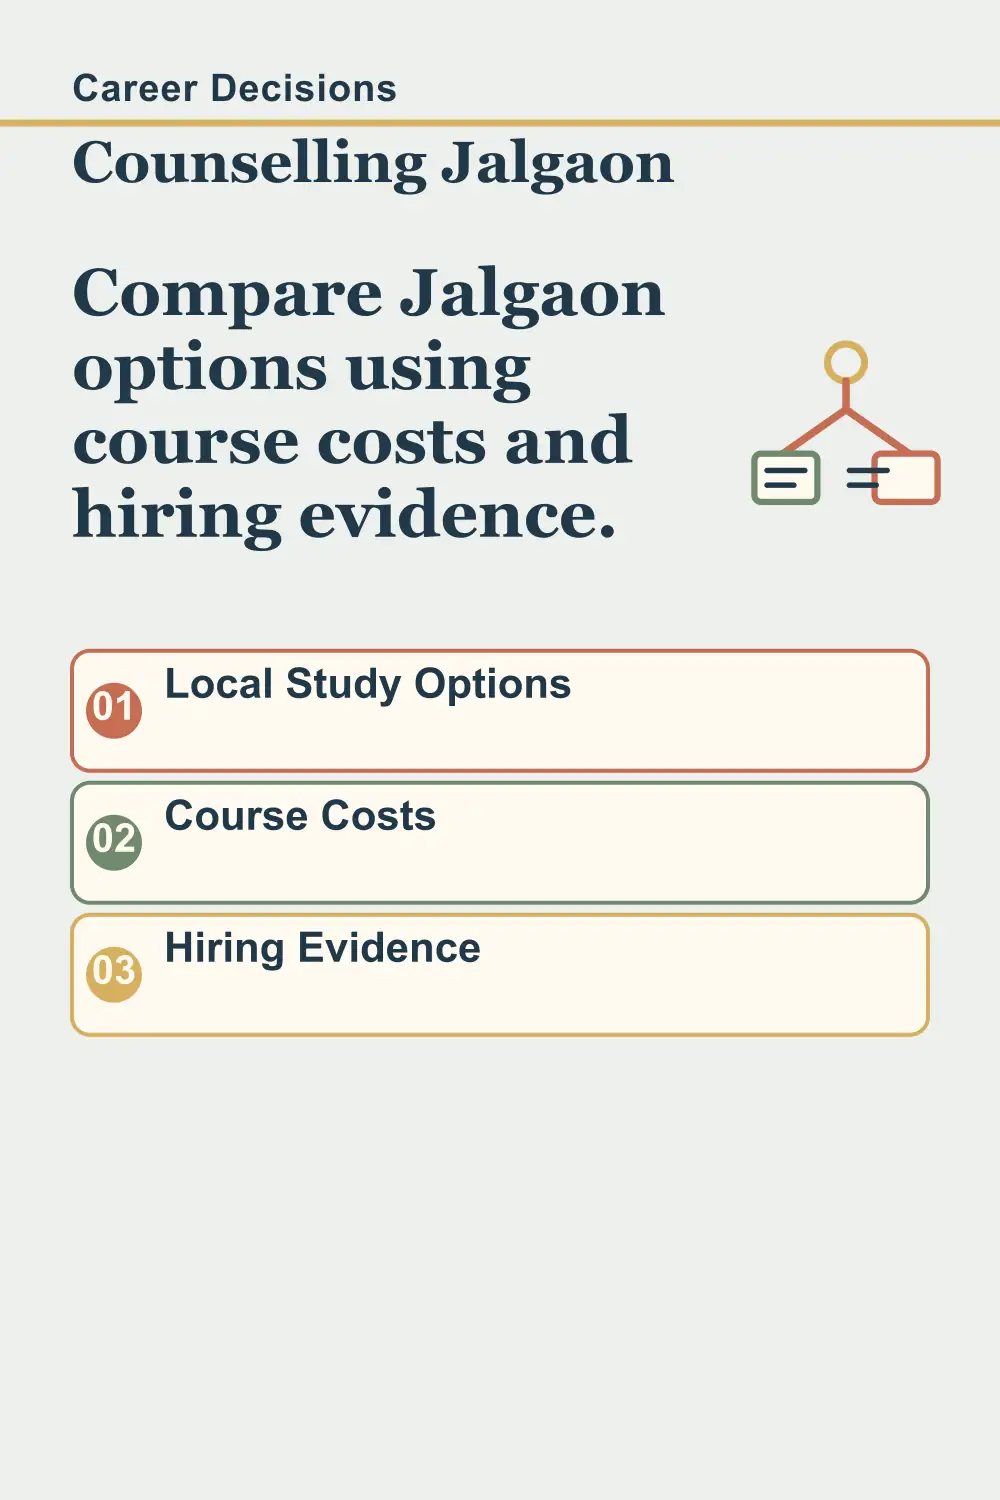 Career Decisions
Counselling Jalgaon
Compare Jalgaon
options using
course costs and
hiring evidence.
01 Local Study Options
02 Course Costs
03 Hiring Evidence